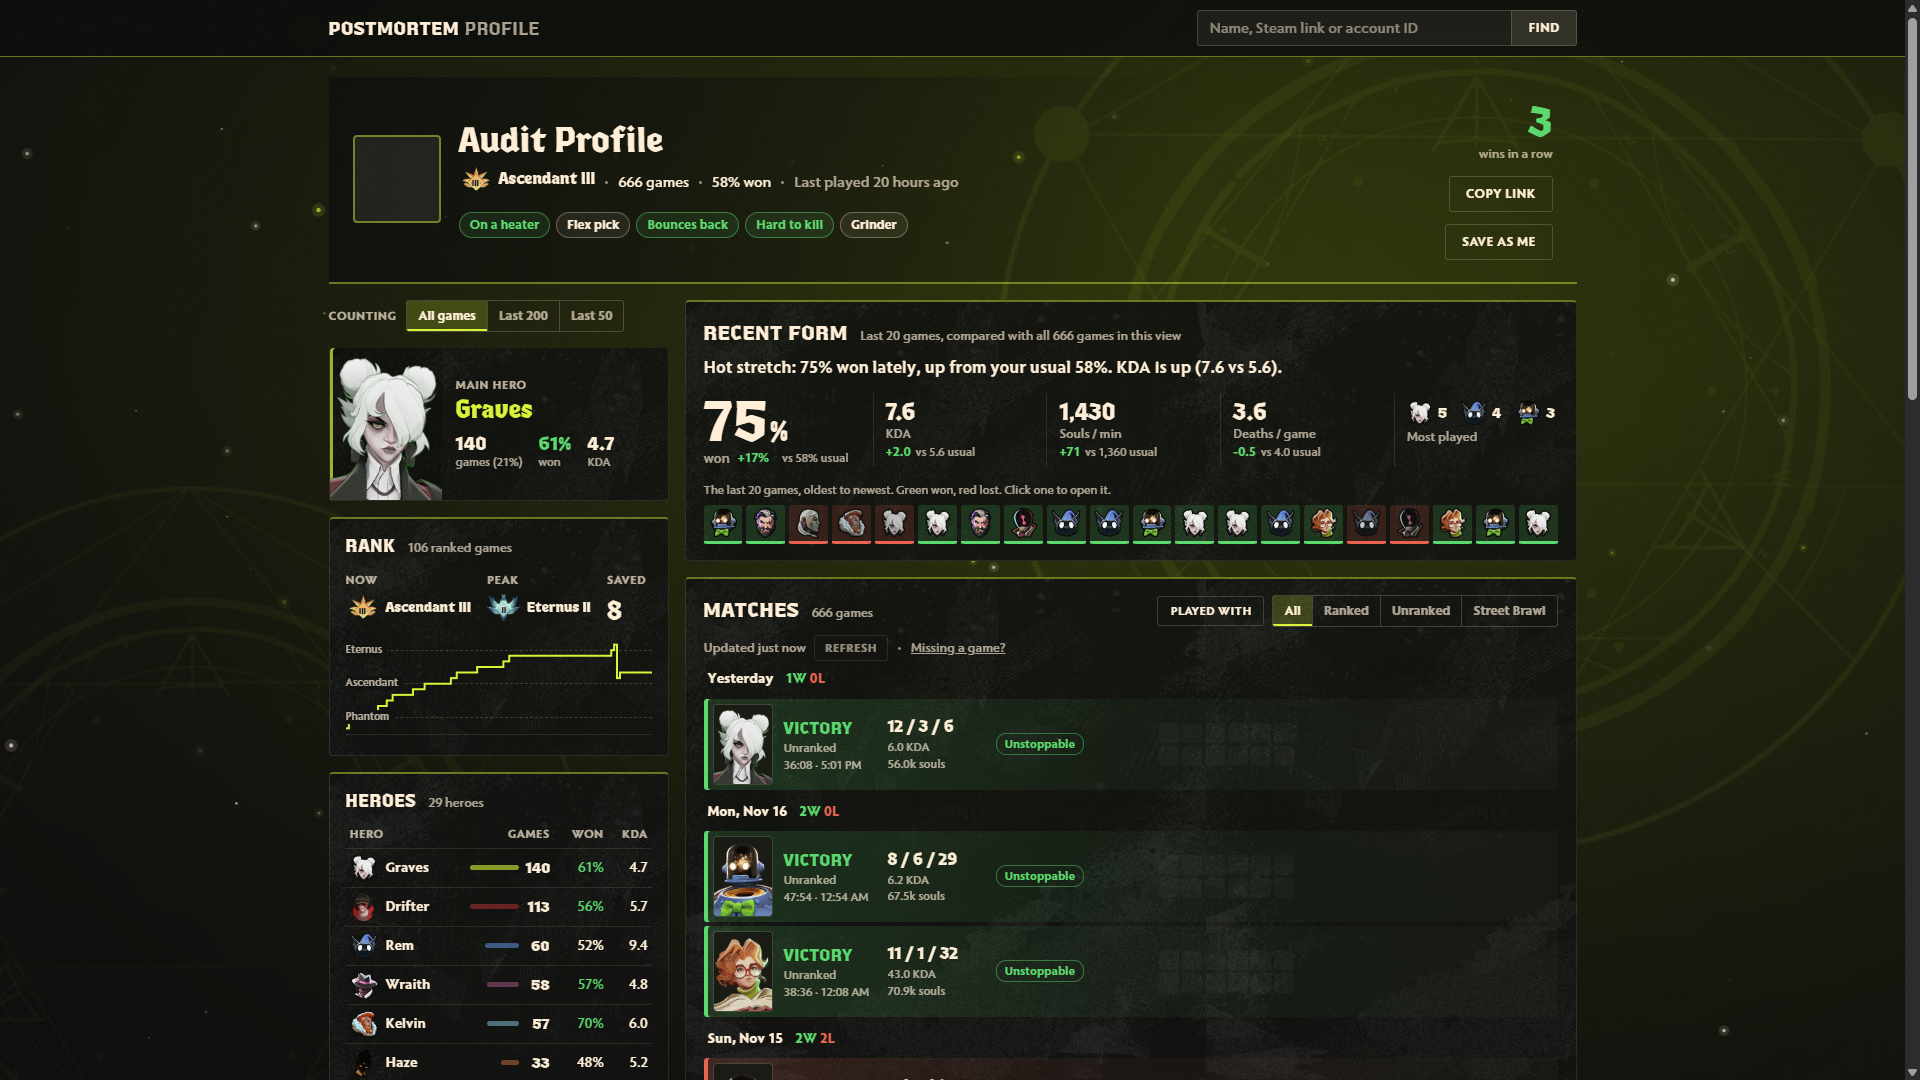 POSTMORTEM PROFILE
Name, Steam link or account ID
FIND
Audit Profile
Ascendant III · 666 games · 58% won · Last played 20 hours ago
On a heater
Flex pick
Bounces back
Hard to kill
Grinder
3
wins in a row
COPY LINK
SAVE AS ME
COUNTING
All games
Last 200
Last 50
MAIN HERO
Graves
140 61% 4.7
games (21%) won KDA
RANK 106 ranked games
NOW PEAK SAVED
Ascendant III Eternus II 8
Eternus
Ascendant
Phantom
HEROES 29 heroes
HERO GAMES WON KDA
Graves 140 61% 4.7
Drifter 113 56% 5.7
Rem 60 52% 9.4
Wraith 58 57% 4.8
Kelvin 57 70% 6.0
Haze 33 48% 5.2
RECENT FORM Last 20 games, compared with all 666 games in this view
Hot stretch: 75% won lately, up from your usual 58%. KDA is up (7.6 vs 5.6).
75%
won +17% vs 58% usual
7.6
KDA
+2.0 vs 5.6 usual
1,430
Souls / min
+71 vs 1,360 usual
3.6
Deaths / game
-0.5 vs 4.0 usual
5 4 3
Most played
The last 20 games, oldest to newest. Green won, red lost. Click one to open it.
MATCHES 666 games
PLAYED WITH
All
Ranked
Unranked
Street Brawl
Updated just now REFRESH · Missing a game?
Yesterday 1W 0L
VICTORY
Unranked
36:08 · 5:01 PM
12 / 3 / 6
6.0 KDA
56.0k souls
Unstoppable
Mon, Nov 16 2W 0L
VICTORY
Unranked
47:54 · 12:54 AM
8 / 6 / 29
6.2 KDA
67.5k souls
Unstoppable
VICTORY
Unranked
38:36 · 12:08 AM
11 / 1 / 32
43.0 KDA
70.9k souls
Unstoppable
Sun, Nov 15 2W 2L